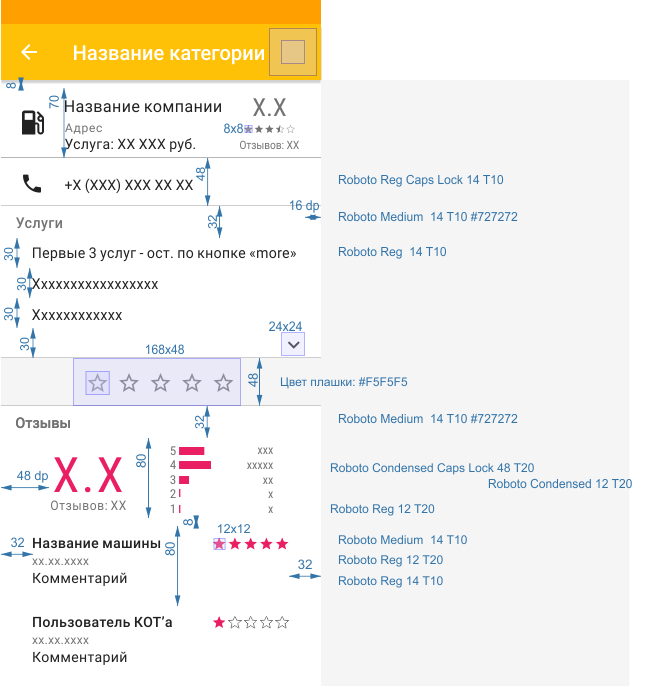 Название категории
8
70
Название компании
X.X
Адрес
8x8
Услуга: XX XXX руб.
Отзывов: XX
48
+X (XXX) XXX XX XX
Roboto Reg Caps Lock 14 T10
16 dp
32
Услуги
Roboto Medium 14 T10 #727272
30
Первые 3 услуг - ост. по кнопке «more»
Roboto Reg 14 T10
30
Xxxxxxxxxxxxxxxxx
30
Xxxxxxxxxxxx
24x24
30
168x48
48
Цвет плашки: #F5F5F5
32
Отзывы
Roboto Medium 14 T10 #727272
80
X.X
5 xxx
4 xxxxx
3 xx
2 x
1 x
Roboto Condensed Caps Lock 48 T20
48 dp
Roboto Condensed 12 T20
Отзывов: XX
Roboto Reg 12 T20
8
12x12
32
Название машины
80
Roboto Medium 14 T10
xx.xx.xxxx
32
Roboto Reg 12 T20
Комментарий
Roboto Reg 14 T10
Пользователь КОТ’а
xx.xx.xxxx
Комментарий